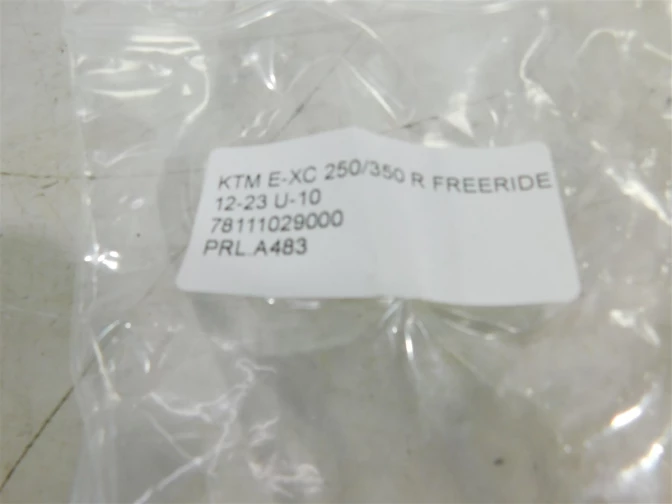 KTM E-XC 250/350 R FREERIDE
12-23 U-10
78111029000
PRL.A483